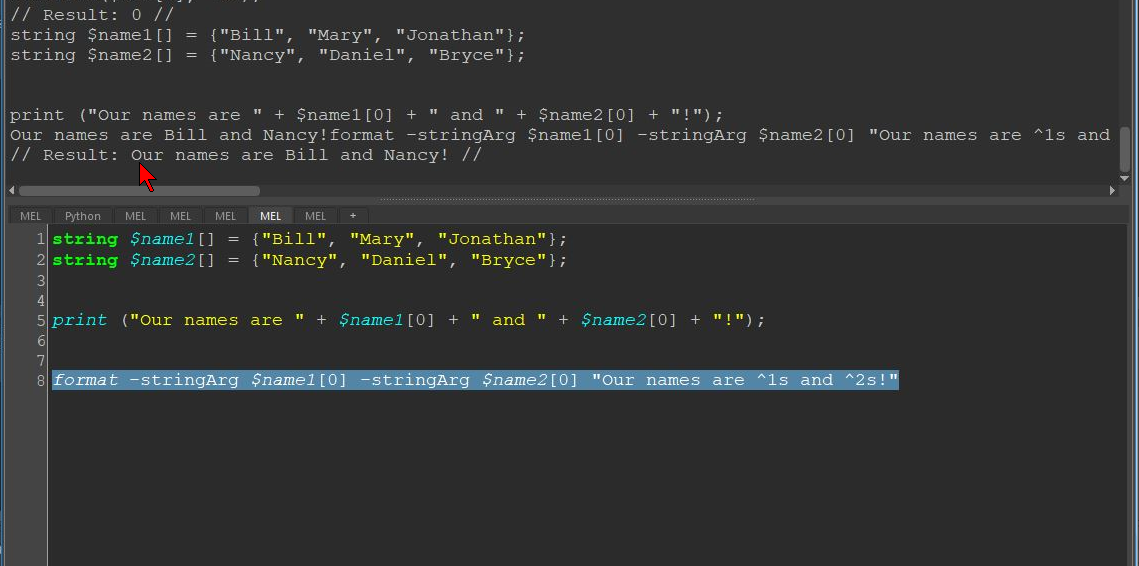 // Result: 0 //
string $name1[] = {"Bill", "Mary", "Jonathan"};
string $name2[] = {"Nancy", "Daniel", "Bryce"};
print ("Our names are " + $name1[0] + " and " + $name2[0] + "!");
Our names are Bill and Nancy!format -stringArg $name1[0] -stringArg $name2[0] "Our names are ^1s and
// Result: Our names are Bill and Nancy! //
MEL Python MEL MEL MEL MEL MEL +
1 string $name1[] = {"Bill", "Mary", "Jonathan"};
2 string $name2[] = {"Nancy", "Daniel", "Bryce"};
3
4
5 print ("Our names are " + $name1[0] + " and " + $name2[0] + "!");
6
7
8 format -stringArg $name1[0] -stringArg $name2[0] "Our names are ^1s and ^2s!"